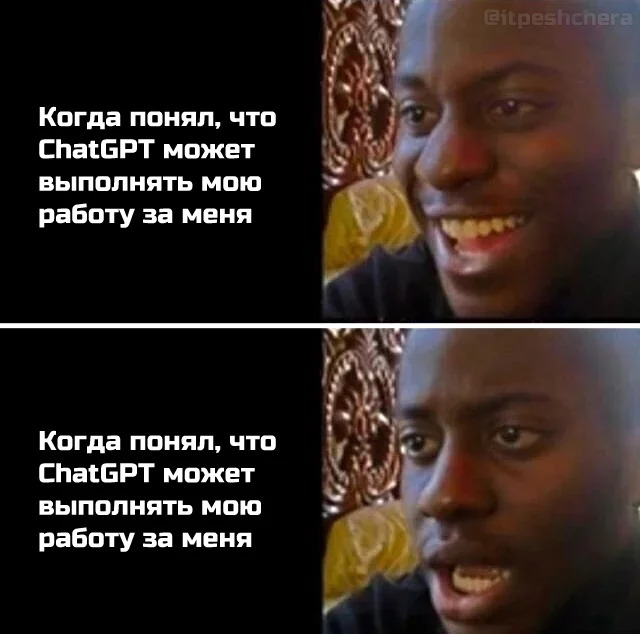 @itpeshchera
Когда понял, что
ChatGPT может
выполнять мою
работу за меня
Когда понял, что
ChatGPT может
выполнять мою
работу за меня